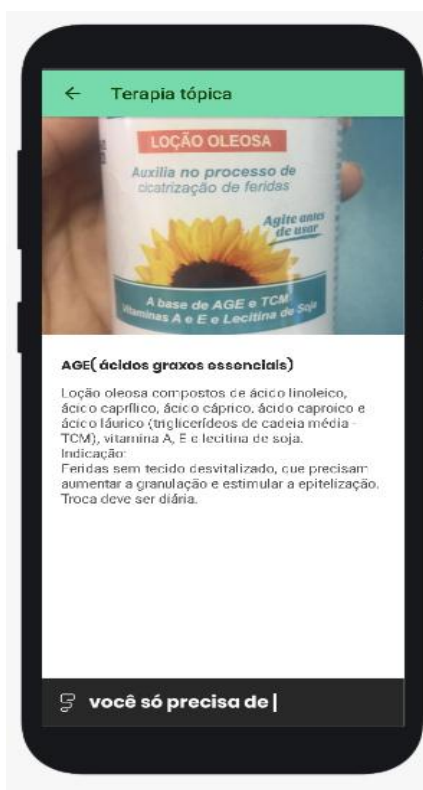 Terapia tópica
LOÇÃO OLEOSA
Auxilia no processo de
cicatrização de feridas
Agite antes
de usar
A base de AGE e TCM
Vitaminas A e E e Lecitina de Soja
AGE( ácidos graxos essenciais)
Loção oleosa compostos de ácido linoleico,
ácido caprílico, ácido cáprico, ácido caproico e
ácido láurico (triglicerídeos de cadeia média -
TCM), vitamina A, E e lecitina de soja.
Indicação:
Feridas sem tecido desvitalizado, que precisam
aumentar a granulação e estimular a epitelização.
Troca deve ser diária.
você só precisa de |